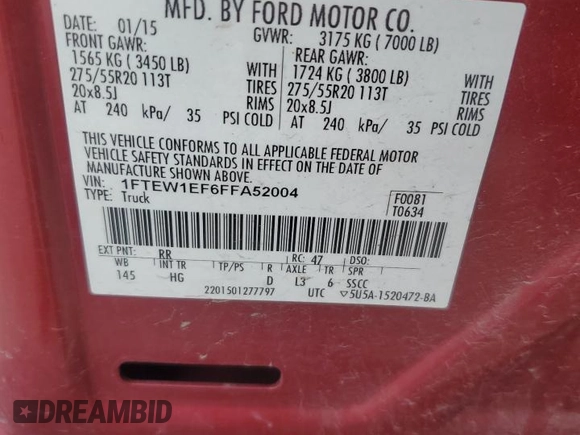 MFD. BY FORD MOTOR CO.
DATE: 01/15
GVWR: 3175 KG ( 7000 LB)
FRONT GAWR:
REAR GAWR:
1565 KG ( 3450 LB) WITH
1724 KG ( 3800 LB) WITH
275/55R20 113T TIRES
275/55R20 113T TIRES
20x8.5J RIMS
20x8.5J RIMS
AT 240 kPa/ 35 PSI COLD
AT 240 kPa/ 35 PSI COLD
THIS VEHICLE CONFORMS TO ALL APPLICABLE FEDERAL MOTOR
VEHICLE SAFETY STANDARDS IN EFFECT ON THE DATE OF
MANUFACTURE SHOWN ABOVE.
VIN: 1FTEW1EF6FFA52004
TYPE: Truck
F0081
T0634
EXT PNT: RR RC: 47 DSO:
WB INT TR TP/PS R AXLE TR SPR
145 HG D L3 6 SSCC
2201501277797 UTC ▽5U5A-1520472-BA
DREAMBID